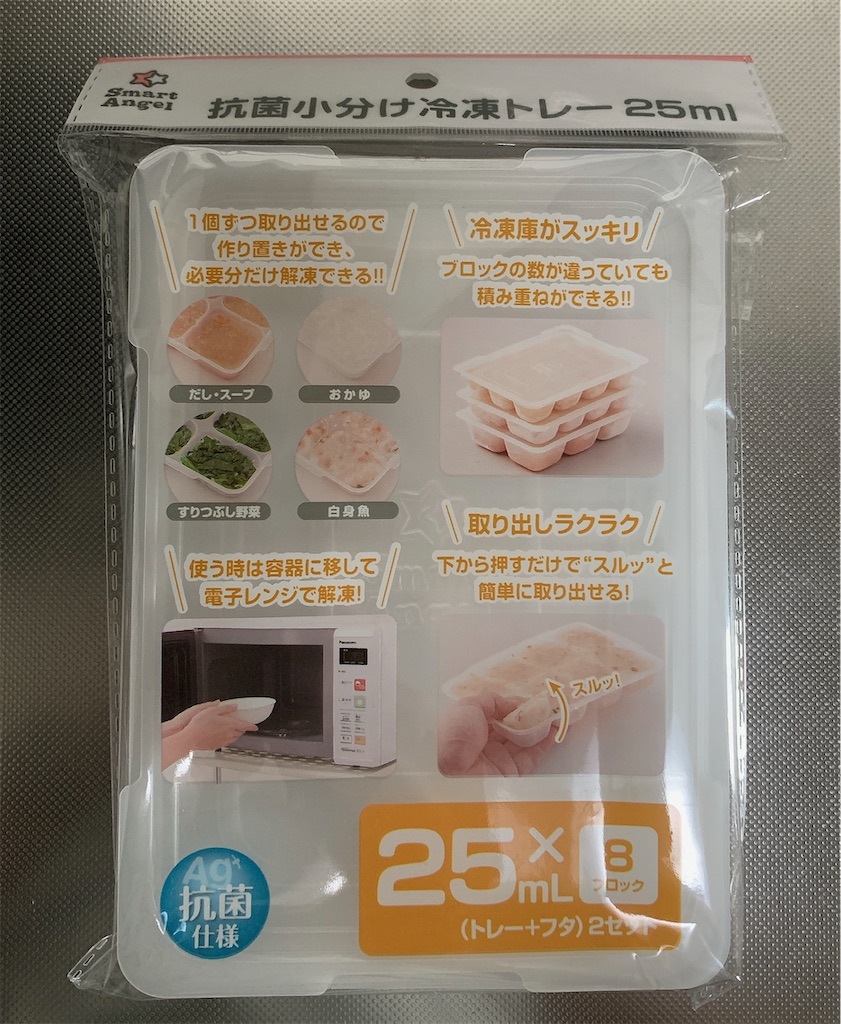 Smart
Angel
抗菌小分け冷凍トレー 25ml
1個ずつ取り出せるので
作り置きができ、
必要分だけ解凍できる!!
だし・スープ
おかゆ
すりつぶし野菜
白身魚
冷凍庫がスッキリ
ブロックの数が違っていても
積み重ねができる!!
使う時は容器に移して
電子レンジで解凍!
Panasonic
取り出しラクラク
下から押すだけで“スルッ”と
簡単に取り出せる!
スルッ!
Ag+
抗菌
仕様
25mL×8ブロック
(トレー+フタ)2セット